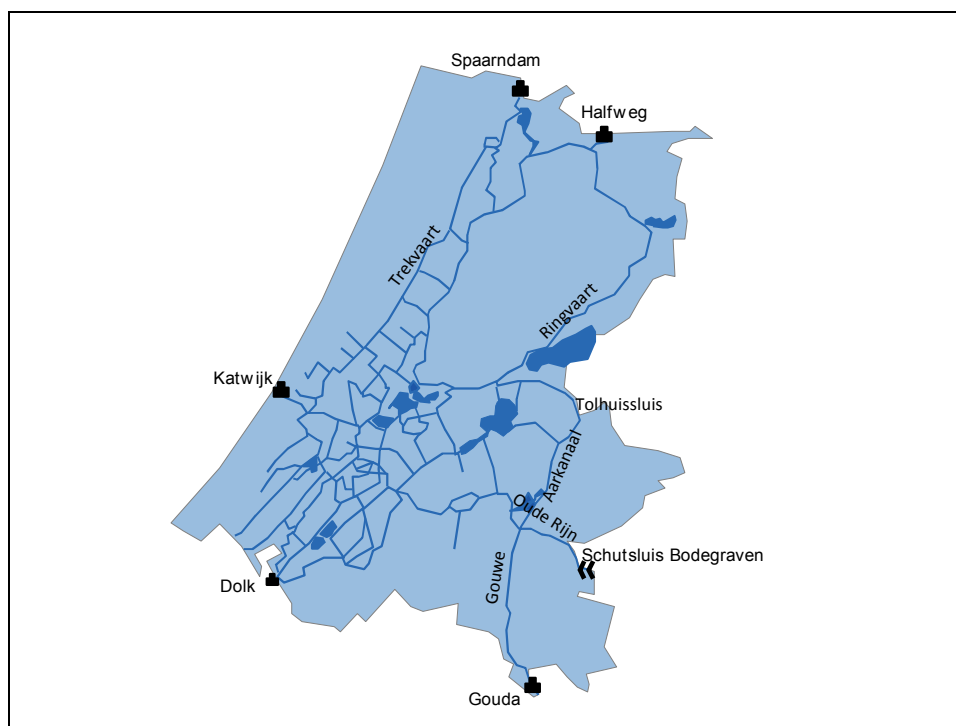 Spaarndam
Halfweg
Trekvaart
Ringvaart
Katwijk
Tolhuissluis
Aarkanaal
Oude Rijn
Schutsluis Bodegraven
Dolk
Gouwe
Gouda